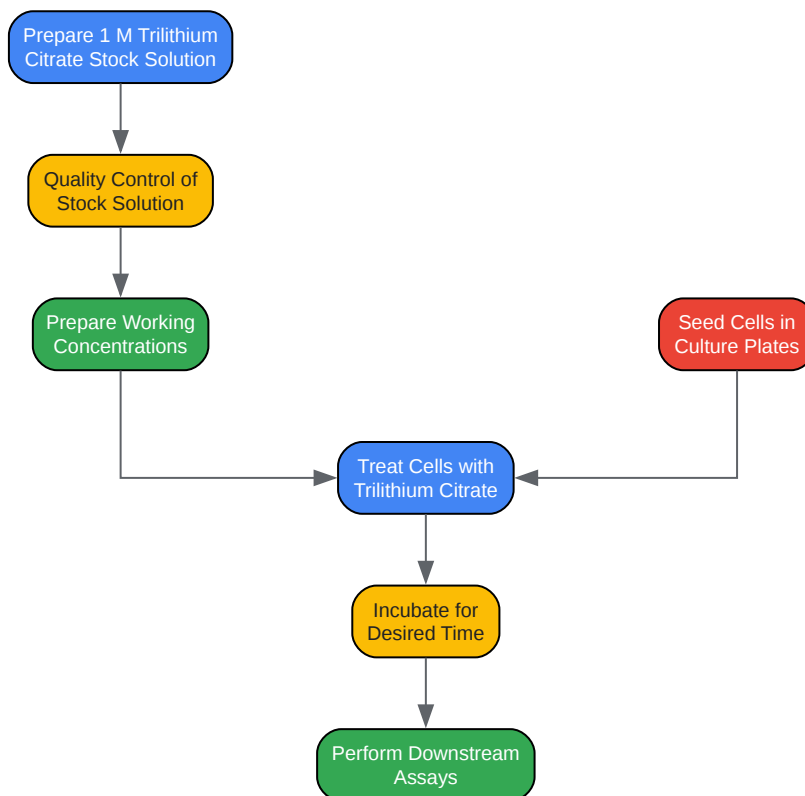 Prepare 1 M Trilithium
Citrate Stock Solution
Quality Control of
Stock Solution
Prepare Working
Concentrations
Seed Cells in
Culture Plates
Treat Cells with
Trilithium Citrate
Incubate for
Desired Time
Perform Downstream
Assays